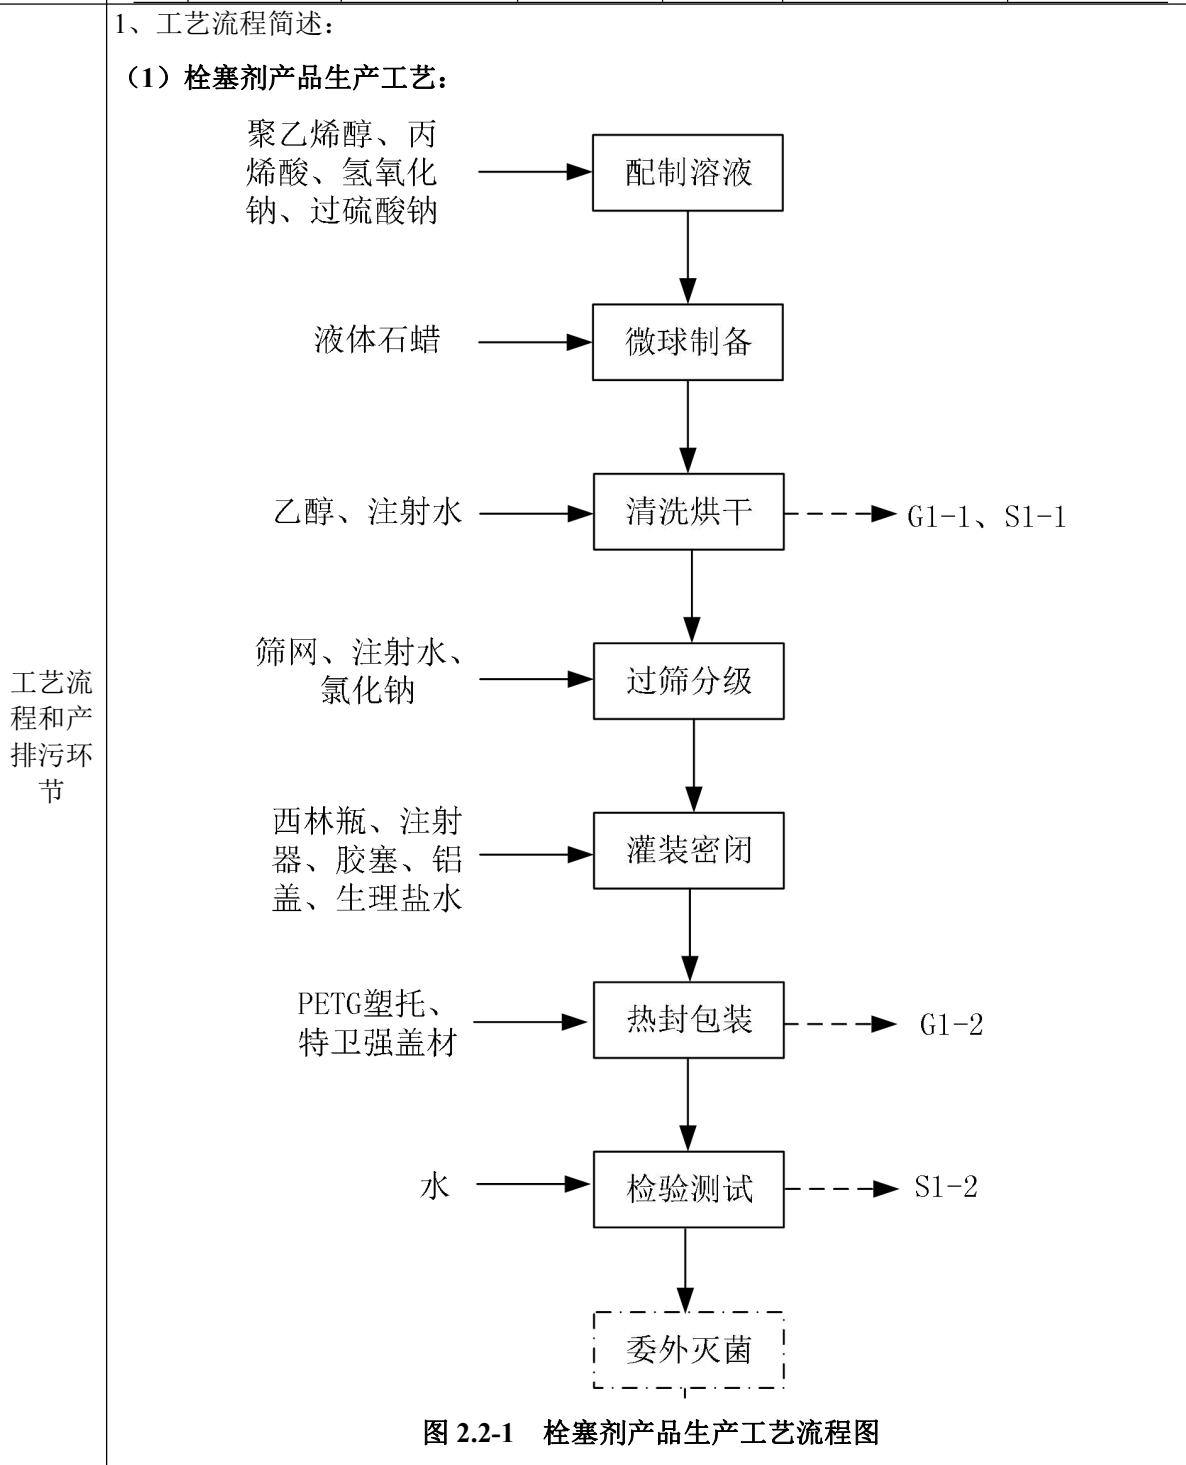 1、工艺流程简述：
（1）栓塞剂产品生产工艺：
聚乙烯醇、丙
烯酸、氢氧化
钠、过硫酸钠
配制溶液
液体石蜡
微球制备
乙醇、注射水
清洗烘干
G1-1、S1-1
筛网、注射水、
氯化钠
过筛分级
工艺流
程和产
排污环
节
西林瓶、注射
器、胶塞、铝
盖、生理盐水
灌装密闭
PETG塑托、
特卫强盖材
热封包装
G1-2
水
检验测试
S1-2
委外灭菌
图 2.2-1 栓塞剂产品生产工艺流程图